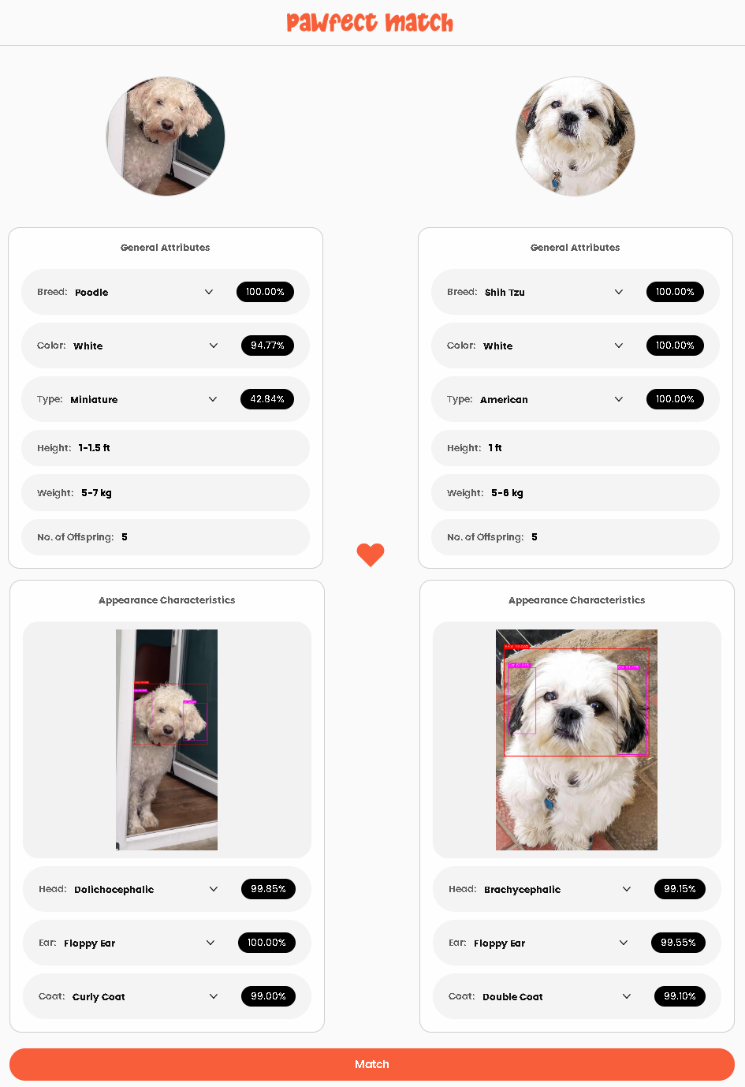 Pawfect Match
General Attributes
Breed: Poodle 100.00%
Color: White 94.77%
Type: Miniature 42.84%
Height: 1-1.5 ft
Weight: 5-7 kg
No. of Offspring: 5
Appearance Characteristics
Head: Dolichocephalic 99.85%
Ear: Floppy Ear 100.00%
Coat: Curly Coat 99.00%
General Attributes
Breed: Shih Tzu 100.00%
Color: White 100.00%
Type: American 100.00%
Height: 1 ft
Weight: 5-8 kg
No. of Offspring: 5
Appearance Characteristics
Head: Brachycephalic 99.15%
Ear: Floppy Ear 99.55%
Coat: Double Coat 99.10%
Match